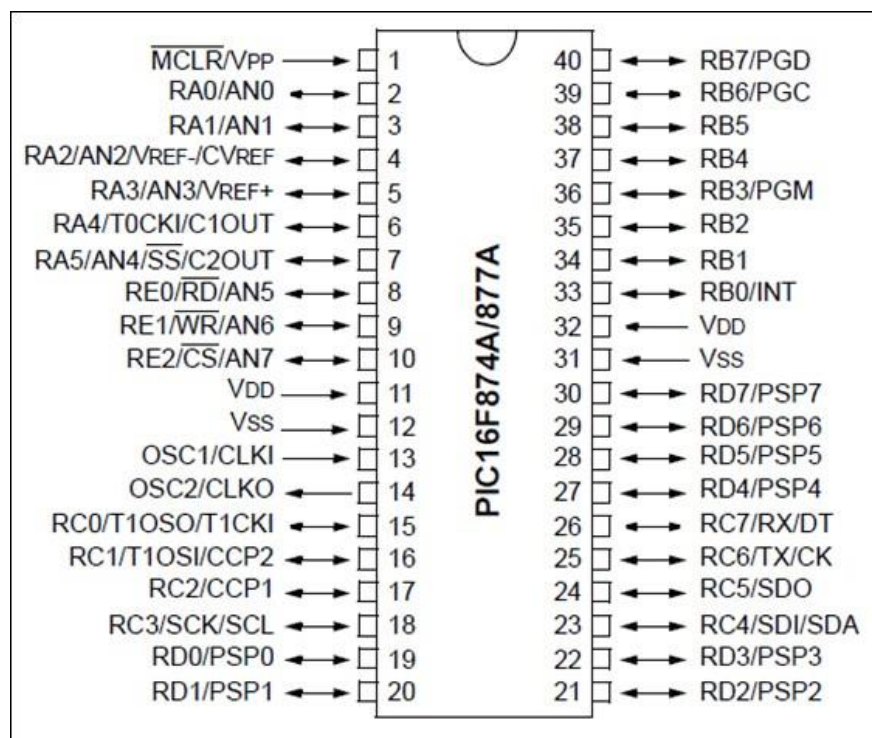 MCLR/VPP 1 40 RB7/PGD
RA0/AN0 2 39 RB6/PGC
RA1/AN1 3 38 RB5
RA2/AN2/VREF-/CVREF 4 37 RB4
RA3/AN3/VREF+ 5 36 RB3/PGM
RA4/T0CKI/C1OUT 6 35 RB2
RA5/AN4/SS/C2OUT 7 34 RB1
RE0/RD/AN5 8 33 RB0/INT
RE1/WR/AN6 9 32 VDD
RE2/CS/AN7 10 31 VSS
VDD 11 30 RD7/PSP7
VSS 12 29 RD6/PSP6
OSC1/CLKI 13 28 RD5/PSP5
OSC2/CLKO 14 27 RD4/PSP4
RC0/T1OSO/T1CKI 15 26 RC7/RX/DT
RC1/T1OSI/CCP2 16 25 RC6/TX/CK
RC2/CCP1 17 24 RC5/SDO
RC3/SCK/SCL 18 23 RC4/SDI/SDA
RD0/PSP0 19 22 RD3/PSP3
RD1/PSP1 20 21 RD2/PSP2
PIC16F874A/877A